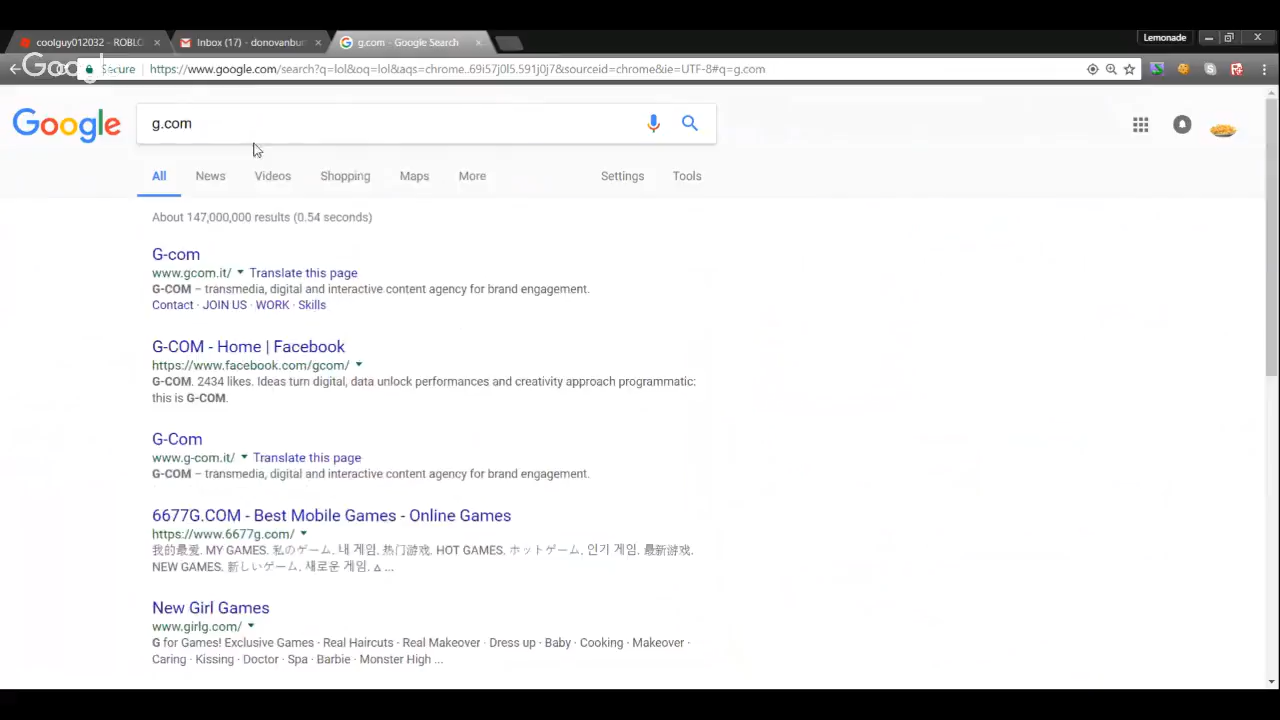 coolguy012032 - ROBLO
Inbox (17) - donovanbur
g.com - Google Search
Lemonade
Google
Secure
https://www.google.com/search?q=lol&oq=lol&aqs=chrome..69i57j0l5.591j0j7&sourceid=chrome&ie=UTF-8#q=g.com
Google
g.com
All News Videos Shopping Maps More Settings Tools
About 147,000,000 results (0.54 seconds)
G-com
www.gcom.it/ Translate this page
G-COM – transmedia, digital and interactive content agency for brand engagement.
Contact · JOIN US · WORK · Skills
G-COM - Home | Facebook
https://www.facebook.com/gcom/
G-COM. 2434 likes. Ideas turn digital, data unlock performances and creativity approach programmatic:
this is G-COM.
G-Com
www.g-com.it/ Translate this page
G-COM – transmedia, digital and interactive content agency for brand engagement.
6677G.COM - Best Mobile Games - Online Games
https://www.6677g.com/
我的最爱. MY GAMES. 私のゲーム. 내 게임. 热门游戏. HOT GAMES. ホットゲーム. 인기 게임. 最新游戏.
NEW GAMES. 新しいゲーム. 새로운 게임. △ ...
New Girl Games
www.girlg.com/
G for Games! Exclusive Games · Real Haircuts · Real Makeover · Dress up · Baby · Cooking · Makeover ·
Caring · Kissing · Doctor · Spa · Barbie · Monster High ...